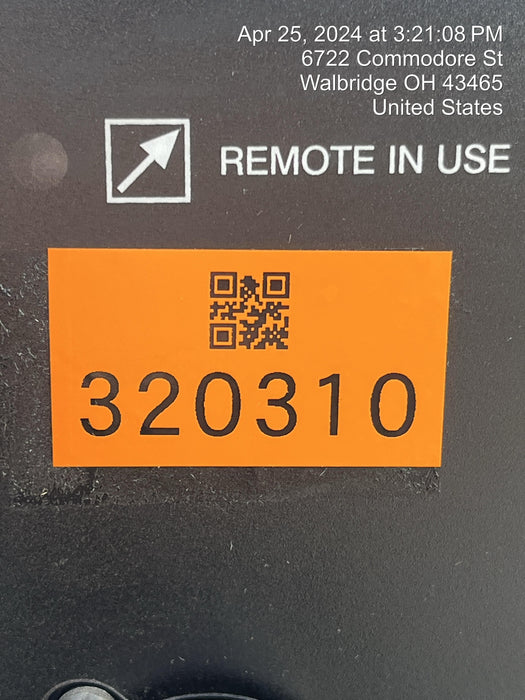 Apr 25, 2024 at 3:21:08 PM
6722 Commodore St
Walbridge OH 43465
United States
REMOTE IN USE
320310